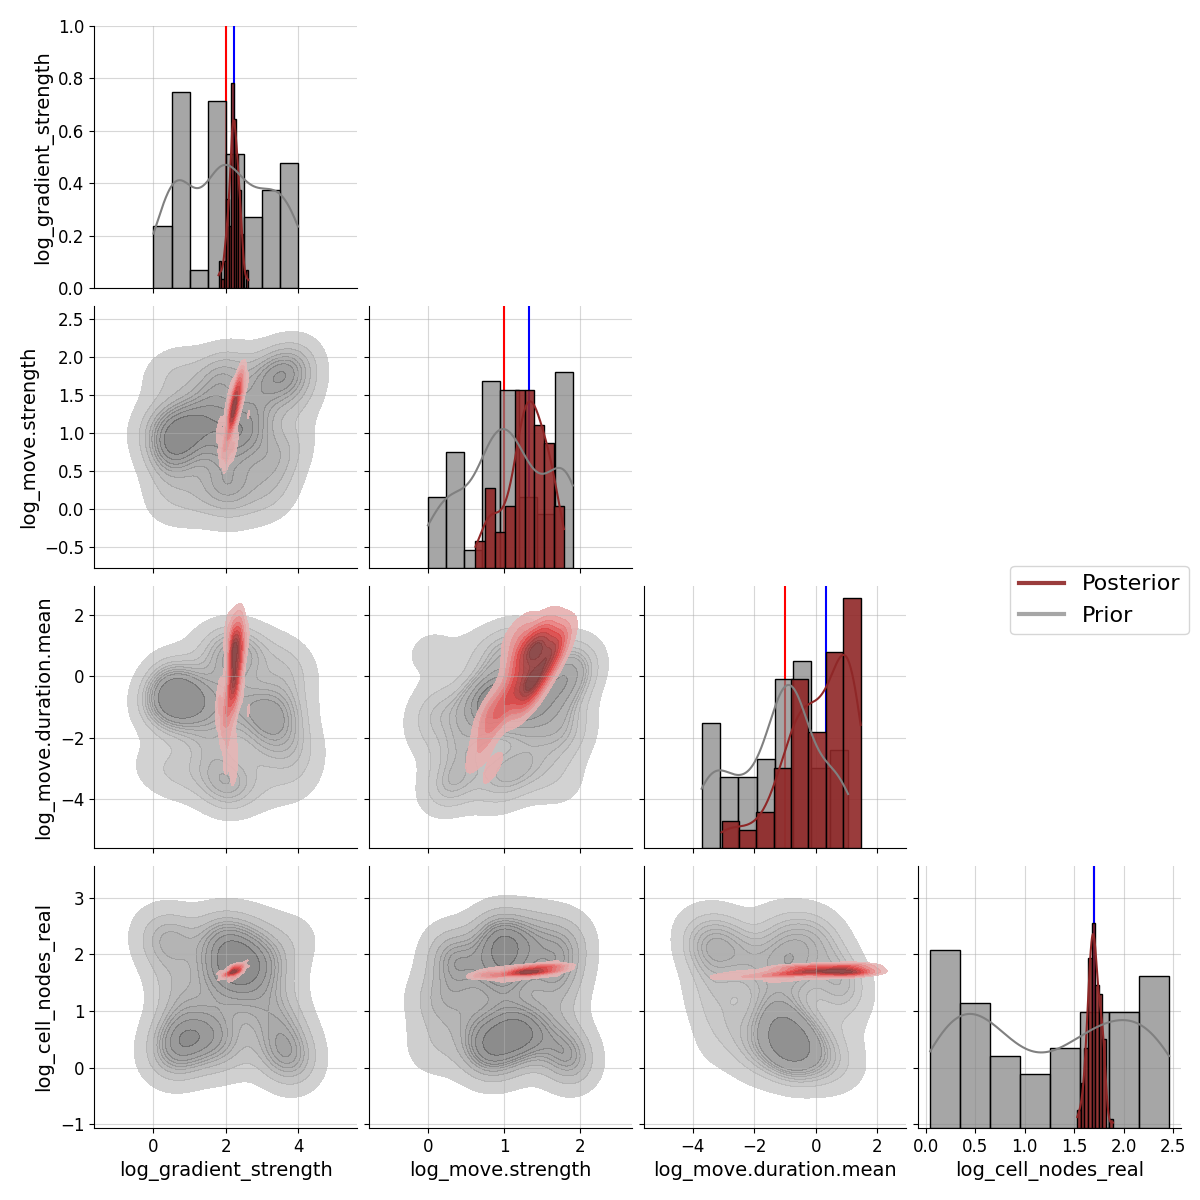 1.0
0.8
0.6
0.4
0.2
0.0
log_gradient_strength
2.5
2.0
1.5
1.0
0.5
0.0
−0.5
log_move.strength
2
0
−2
−4
log_move.duration.mean
Posterior
Prior
3
2
1
0
−1
log_cell_nodes_real
0 2 4
log_gradient_strength
0 1 2
log_move.strength
−4 −2 0 2
log_move.duration.mean
0.0 0.5 1.0 1.5 2.0 2.5
log_cell_nodes_real